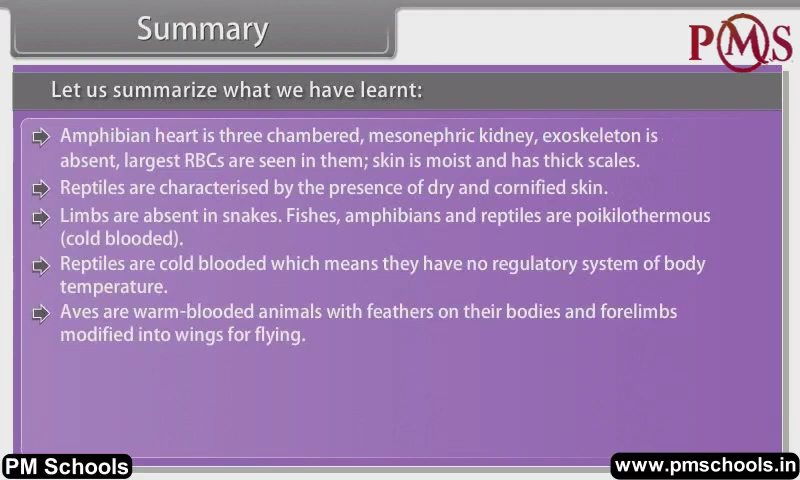 Summary
PMS
Let us summarize what we have learnt:
Amphibian heart is three chambered, mesonephric kidney, exoskeleton is
absent, largest RBCs are seen in them; skin is moist and has thick scales.
Reptiles are characterised by the presence of dry and cornified skin.
Limbs are absent in snakes. Fishes, amphibians and reptiles are poikilothermous
(cold blooded).
Reptiles are cold blooded which means they have no regulatory system of body
temperature.
Aves are warm-blooded animals with feathers on their bodies and forelimbs
modified into wings for flying.
PM Schools
www.pmschools.in